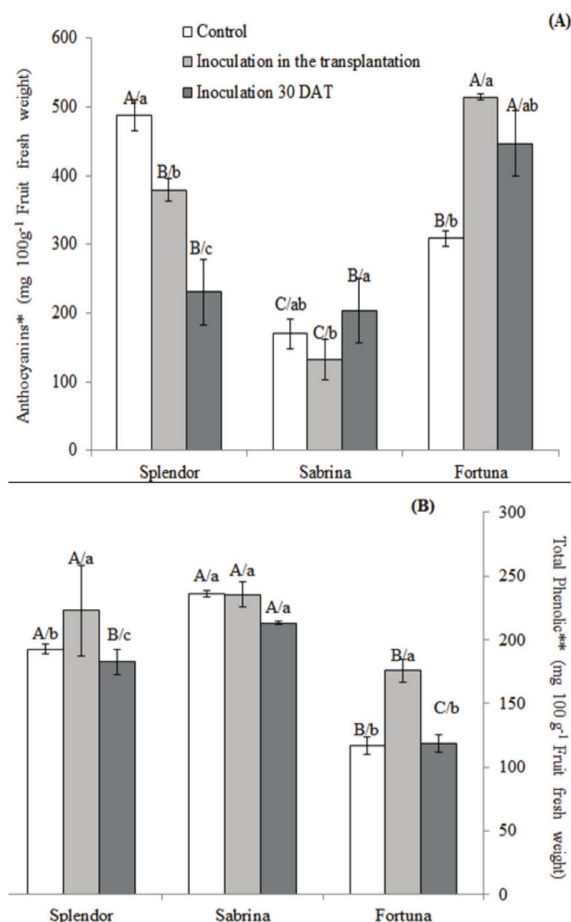 (A)
600
500
400
300
200
100
0
Anthocyanins* (mg 100g-1 Fruit fresh weight)
Control
Inoculation in the transplantation
Inoculation 30 DAT
A/a
B/b
B/c
C/ab
C/b
B/a
B/b
A/a
A/ab
Splendor Sabrina Fortuna
(B)
300
250
200
150
100
50
0
Total Phenolic** (mg 100 g-1 Fruit fresh weight)
A/b
A/a
B/c
A/a
A/a
A/a
B/b
B/a
C/b
Splendor Sabrina Fortuna